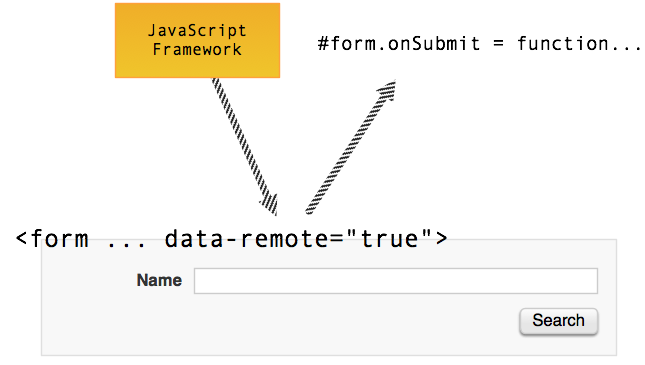 JavaScript
Framework
#form.onSubmit = function...
<form ... data-remote="true">
Name
Search